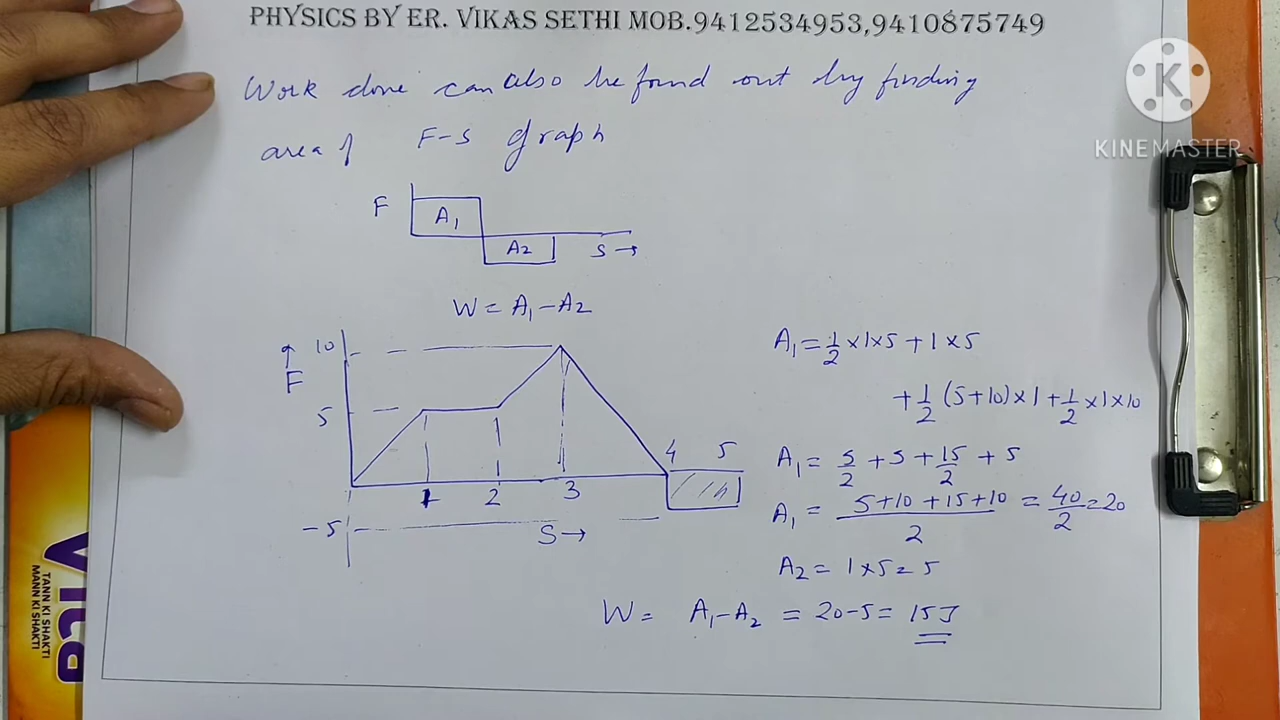 PHYSICS BY ER. VIKAS SETHI MOB.9412534953,9410875749
KINEMASTER
Work done can also be found out by finding
area of F-S graph
F
A₁
A₂
S →
W = A₁ - A₂
↑ 10
F
5
4 5
1 2 3
-5
S →
A₁ = 1/2 × 1 × 5 + 1 × 5
+ 1/2 (5+10) × 1 + 1/2 × 1 × 10
A₁ = 5/2 + 5 + 15/2 + 5
A₁ = (5+10+15+10)/2 = 40/2 = 20
A₂ = 1 × 5 = 5
W = A₁ - A₂ = 20 - 5 = 15J
Vita
TANN KI SHAKTI
MANN KI SHAKTI